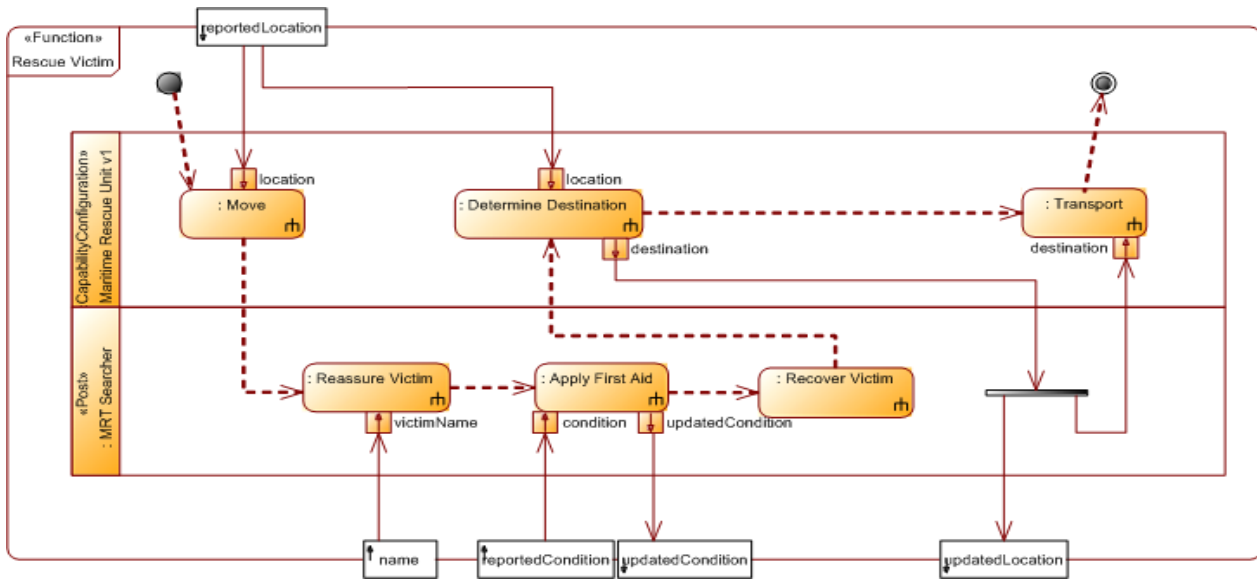 reportedLocation
«Function»
Rescue Victim
«CapabilityConfiguration»
Maritime Rescue Unit v1
location
: Move
location
: Determine Destination
destination
: Transport
destination
«Post»
: MRT Searcher
: Reassure Victim
victimName
: Apply First Aid
condition
updatedCondition
: Recover Victim
name
reportedCondition
updatedCondition
updatedLocation